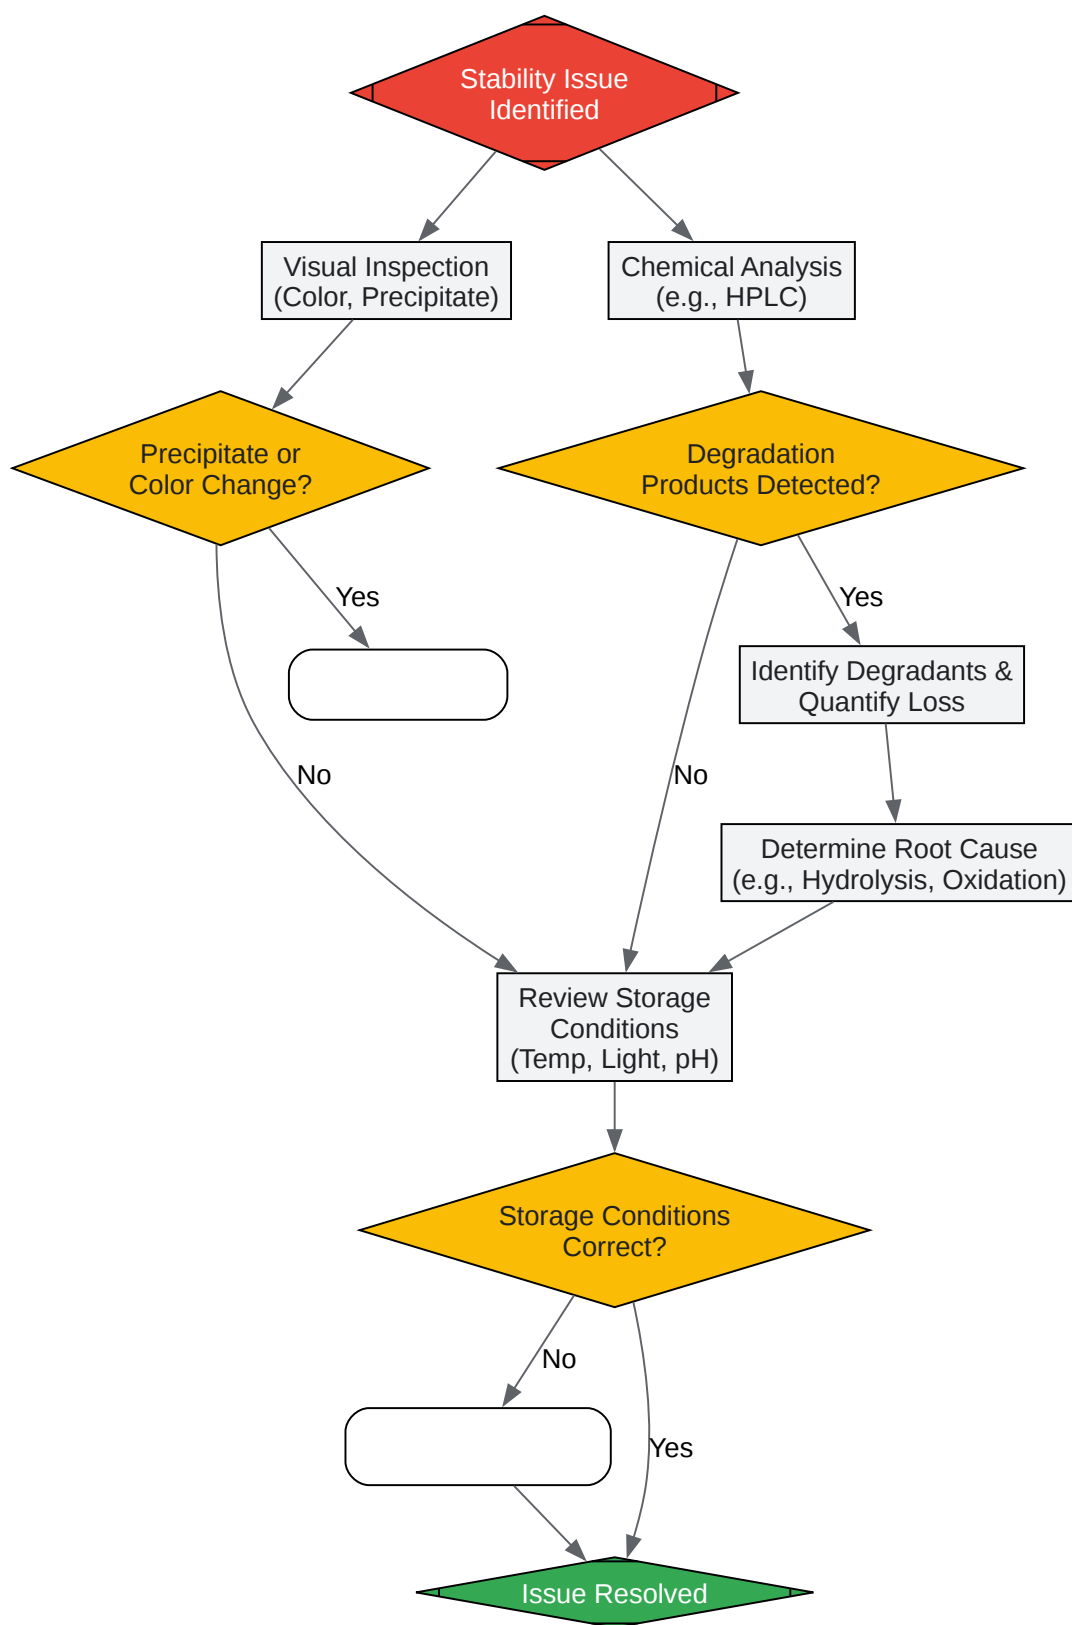 Stability Issue
Identified
Visual Inspection
(Color, Precipitate)
Chemical Analysis
(e.g., HPLC)
Precipitate or
Color Change?
Degradation
Products Detected?
Yes
Yes
Identify Degradants &
Quantify Loss
No
No
Determine Root Cause
(e.g., Hydrolysis, Oxidation)
Review Storage
Conditions
(Temp, Light, pH)
Storage Conditions
Correct?
No
Yes
Issue Resolved